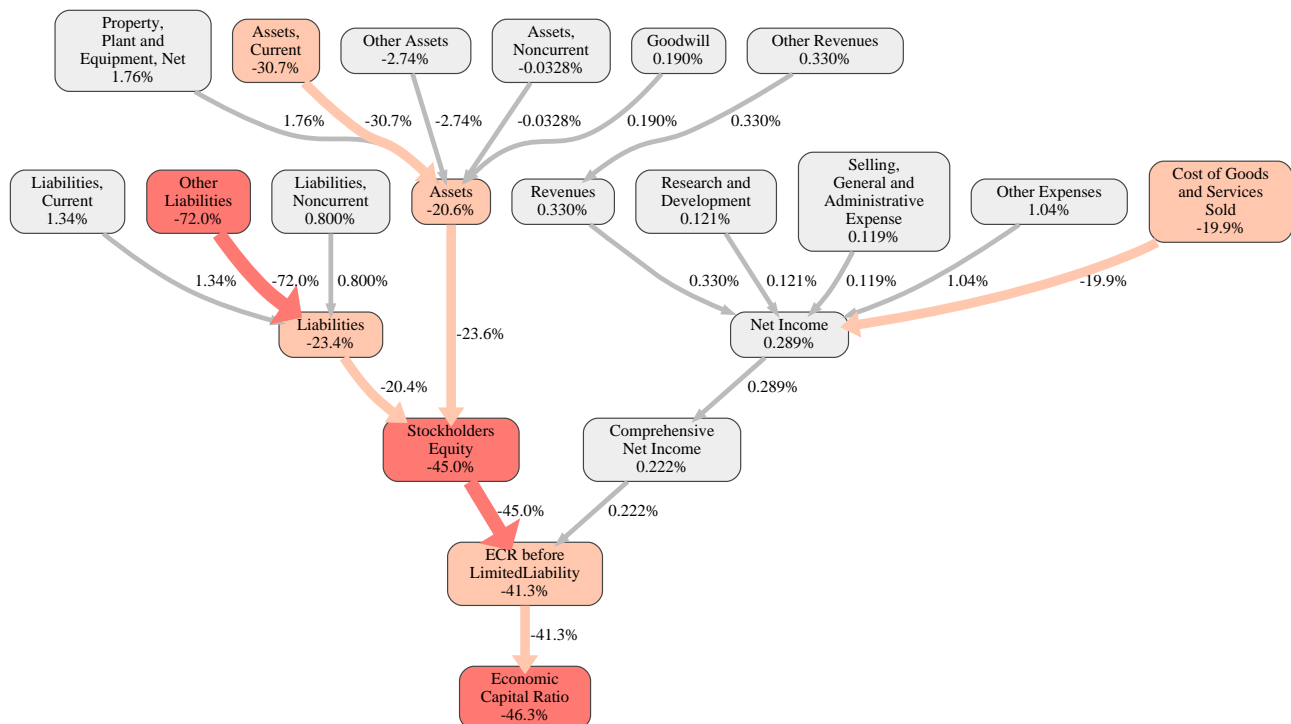 Property,
Plant and
Equipment, Net
1.76%
Assets,
Current
-30.7%
Other Assets
-2.74%
Assets,
Noncurrent
-0.0328%
Goodwill
0.190%
Other Revenues
0.330%
1.76%
-30.7%
-2.74%
-0.0328%
0.190%
0.330%
Liabilities,
Current
1.34%
Other
Liabilities
-72.0%
Liabilities,
Noncurrent
0.800%
Assets
-20.6%
Revenues
0.330%
Research and
Development
0.121%
Selling,
General and
Administrative
Expense
0.119%
Other Expenses
1.04%
Cost of Goods
and Services
Sold
-19.9%
1.34%
-72.0%
0.800%
0.330%
0.121%
0.119%
1.04%
-19.9%
Liabilities
-23.4%
-23.6%
Net Income
0.289%
-20.4%
0.289%
Stockholders
Equity
-45.0%
Comprehensive
Net Income
0.222%
-45.0%
0.222%
ECR before
LimitedLiability
-41.3%
-41.3%
Economic
Capital Ratio
-46.3%